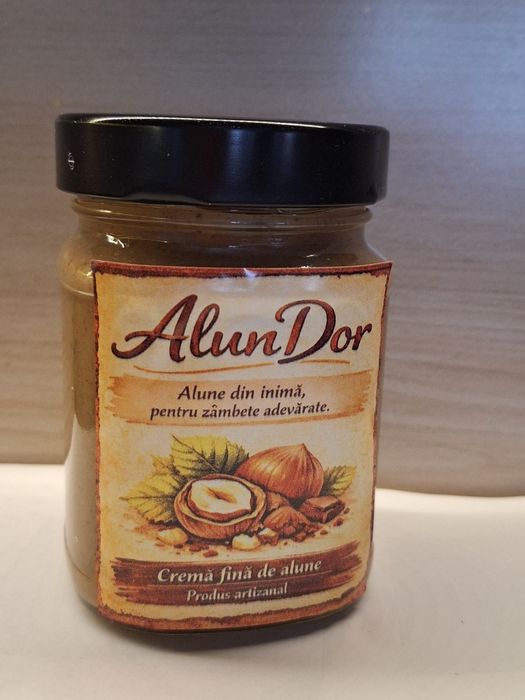 AlunDor
Alune din inimă,
pentru zâmbete adevărate.
Cremă fină de alune
Produs artizanal